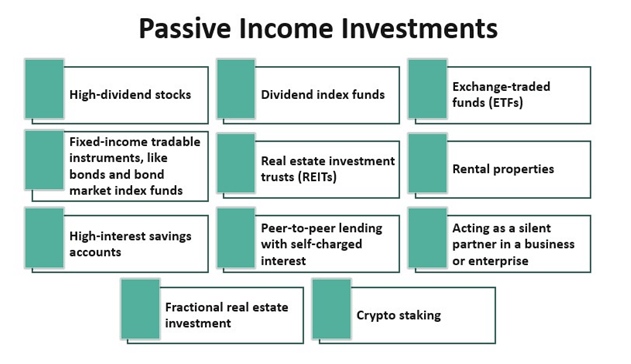 Passive Income Investments
High-dividend stocks
Dividend index funds
Exchange-traded
funds (ETFs)
Fixed-income tradable
instruments, like
bonds and bond
market index funds
Real estate investment
trusts (REITs)
Rental properties
High-interest savings
accounts
Peer-to-peer lending
with self-charged
interest
Acting as a silent
partner in a business
or enterprise
Fractional real estate
investment
Crypto staking